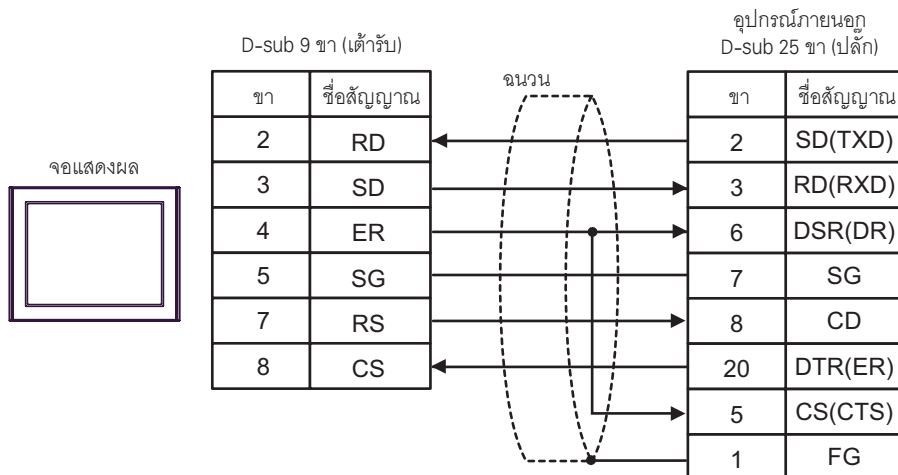 อุปกรณ์ภายนอก
D-sub 9 ขา (เต้ารับ)
D-sub 25 ขา (ปลั๊ก)
ฉนวน
ขา ชื่อสัญญาณ ขา ชื่อสัญญาณ
2 RD 2 SD(TXD)
จอแสดงผล
3 SD 3 RD(RXD)
4 ER 6 DSR(DR)
5 SG 7 SG
7 RS 8 CD
8 CS 20 DTR(ER)
5 CS(CTS)
1 FG